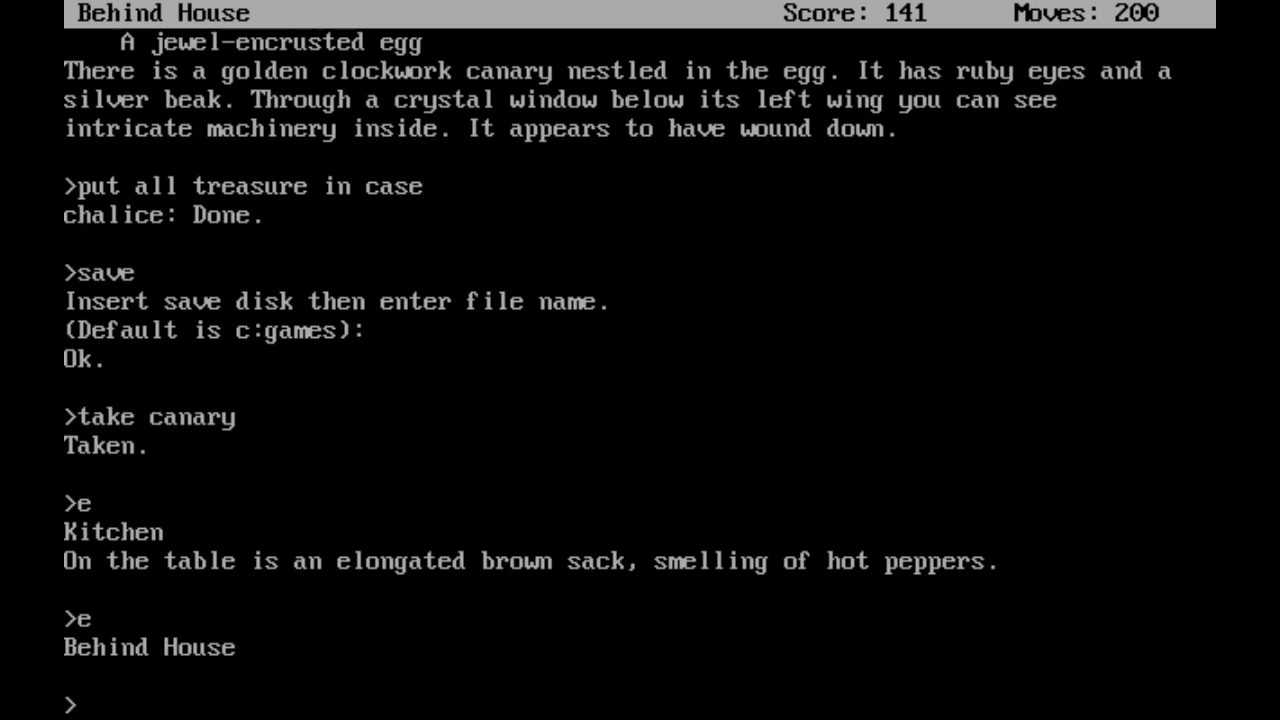 Behind House Score: 141 Moves: 200
A jewel-encrusted egg
There is a golden clockwork canary nestled in the egg. It has ruby eyes and a
silver beak. Through a crystal window below its left wing you can see
intricate machinery inside. It appears to have wound down.
>put all treasure in case
chalice: Done.
>save
Insert save disk then enter file name.
(Default is c:games):
Ok.
>take canary
Taken.
>e
Kitchen
On the table is an elongated brown sack, smelling of hot peppers.
>e
Behind House
>